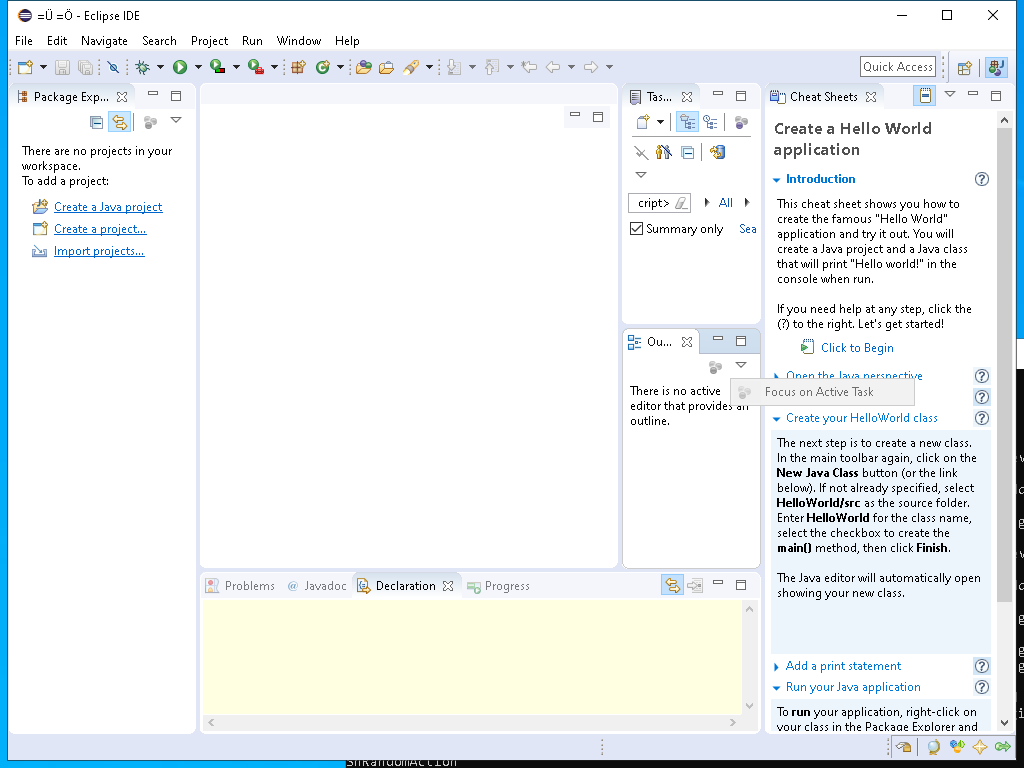 =Ü =Ö - Eclipse IDE
File Edit Navigate Search Project Run Window Help
Quick Access
Package Exp...
There are no projects in your
workspace.
To add a project:
Create a Java project
Create a project...
Import projects...
Tas...
cript>
All
Summary only
Sea
Ou...
There is no active
editor that provides an
outline.
Focus on Active Task
Cheat Sheets
Create a Hello World
application
Introduction
This cheat sheet shows you how to
create the famous "Hello World"
application and try it out. You will
create a Java project and a Java class
that will print "Hello world!" in the
console when run.
If you need help at any step, click the
(?) to the right. Let's get started!
Click to Begin
Open the Java perspective
Create your HelloWorld class
The next step is to create a new class.
In the main toolbar again, click on the
New Java Class button (or the link
below). If not already specified, select
HelloWorld/src as the source folder.
Enter HelloWorld for the class name,
select the checkbox to create the
main() method, then click Finish.
The Java editor will automatically open
showing your new class.
Add a print statement
Run your Java application
To run your application, right-click on
your class in the Package Explorer and
Problems @ Javadoc Declaration Progress
ShRandomAction